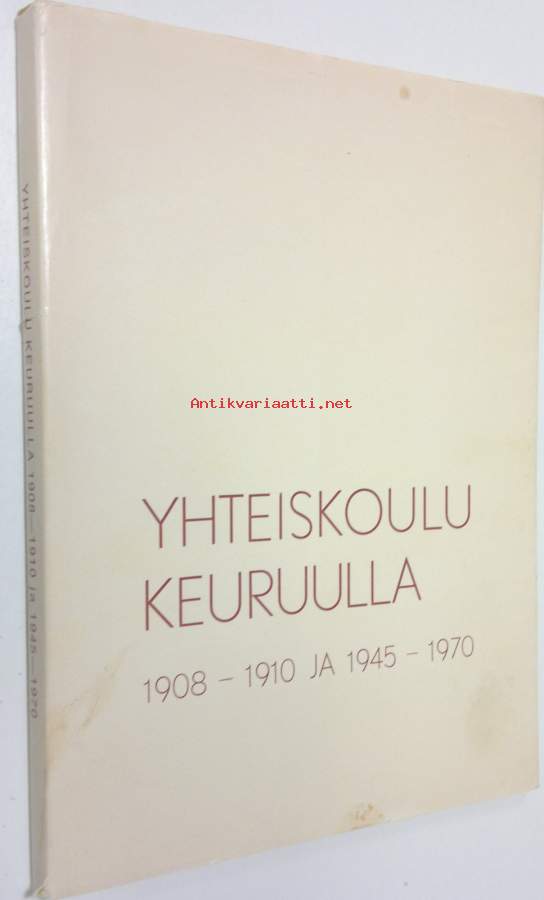 YHTEISKOULU KEURUULLA 1908 – 1910 ja 1945 – 1970
Antikvariaatti.net
YHTEISKOULU
KEURUULLA
1908 – 1910 JA 1945 – 1970